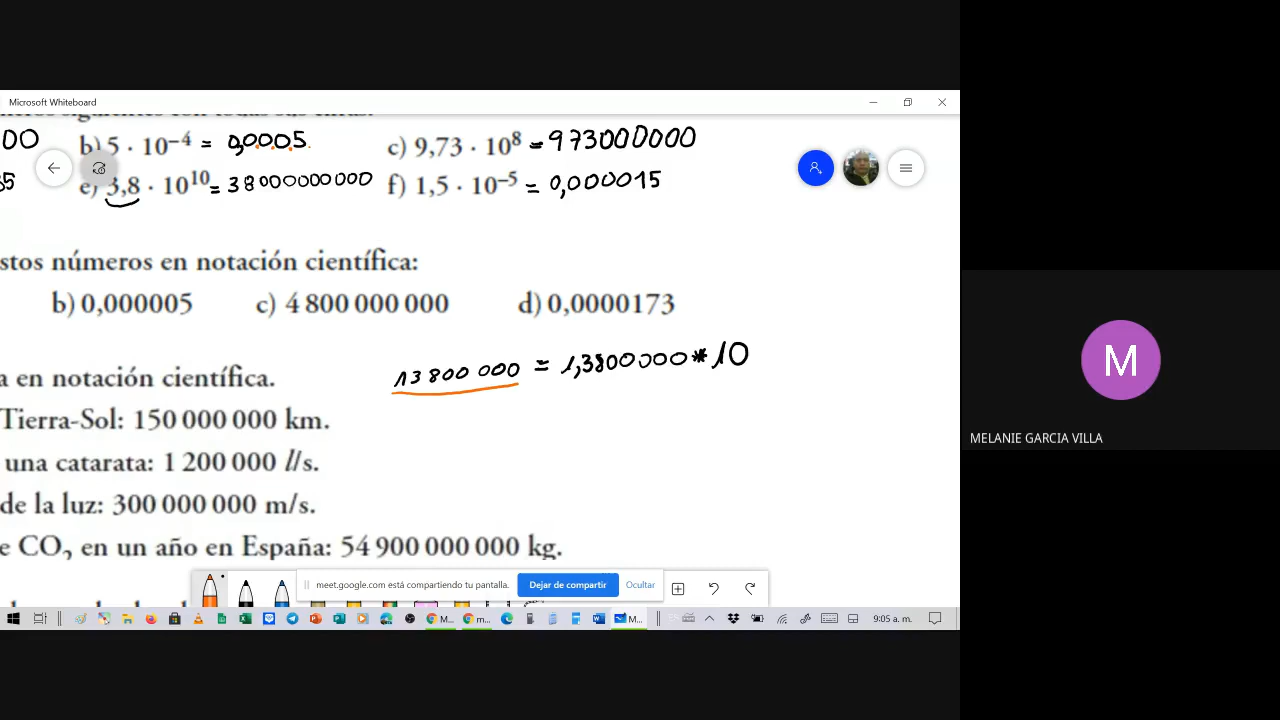 Microsoft Whiteboard
00 b) 5 · 10⁻⁴ = 0,0005 c) 9,73 · 10⁸ = 973000000
e) 3,8 · 10¹⁰ = 38000000000 f) 1,5 · 10⁻⁵ = 0,000015
stos números en notación científica:
b) 0,000005 c) 4 800 000 000 d) 0,0000173
13 800 000 = 1,3800000 * 10
a en notación científica.
Tierra-Sol: 150 000 000 km.
una catarata: 1 200 000 l/s.
de la luz: 300 000 000 m/s.
e CO₂ en un año en España: 54 900 000 000 kg.
meet.google.com está compartiendo tu pantalla. Dejar de compartir Ocultar
M... m... M... 9:05 a. m.
M
MELANIE GARCIA VILLA